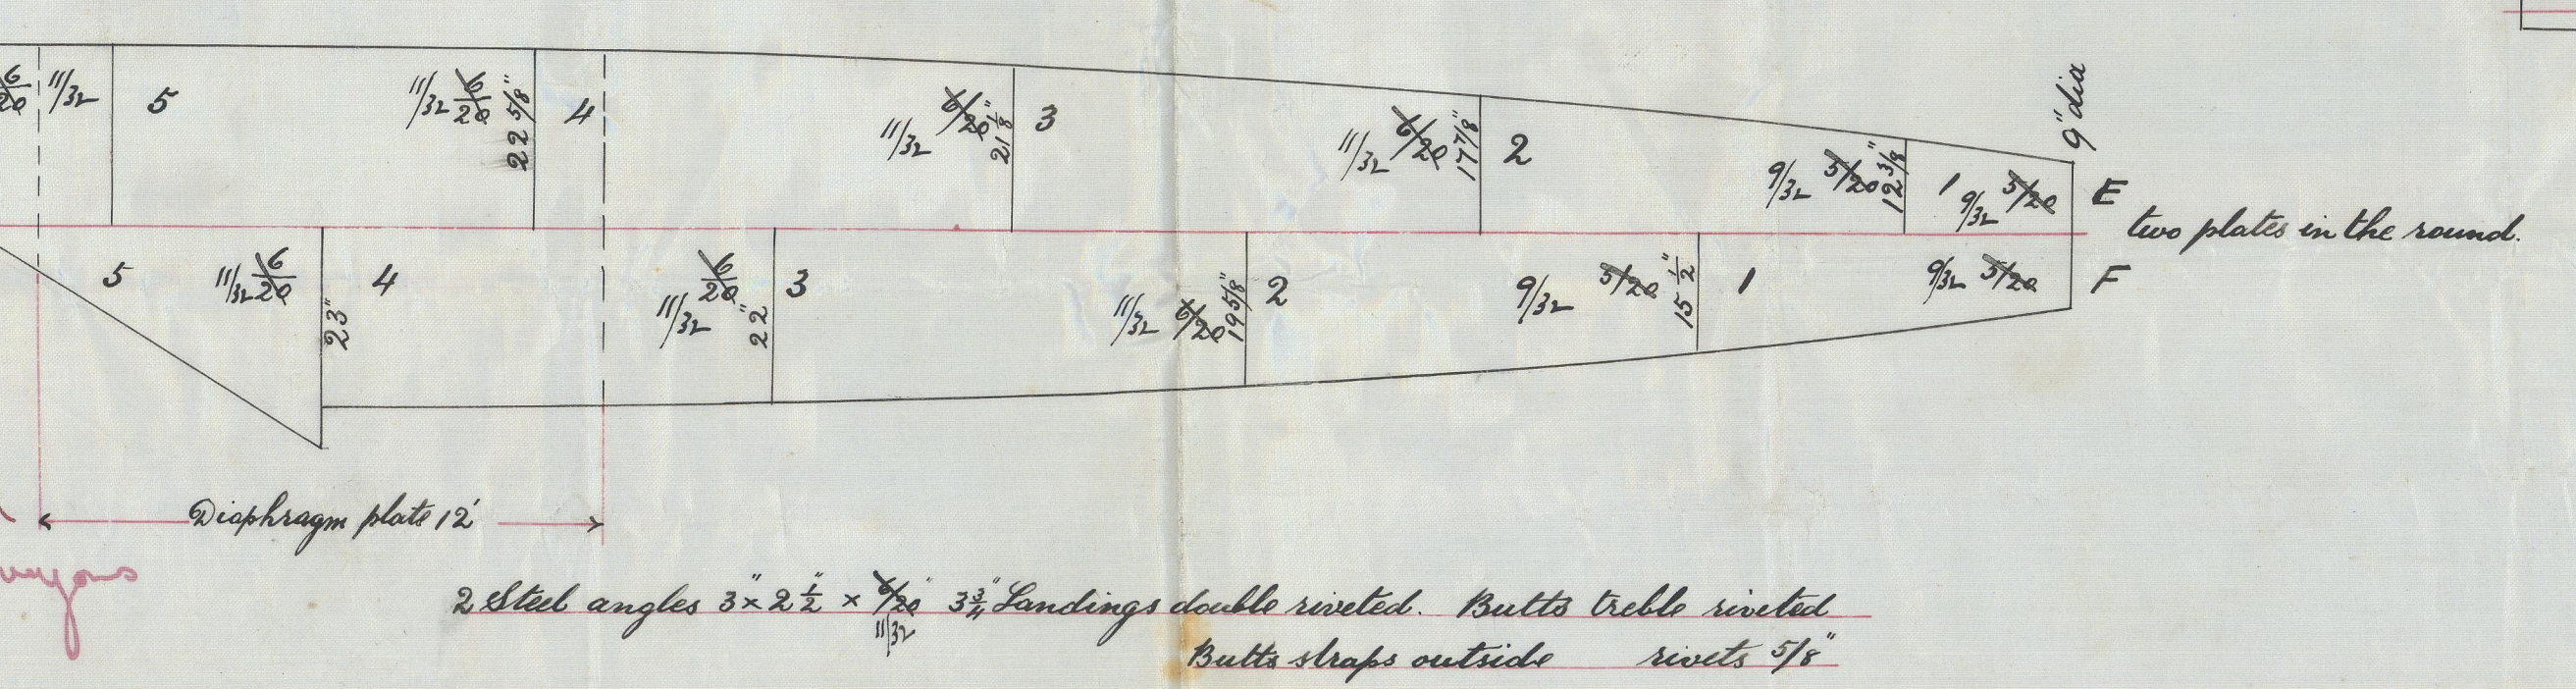 6/20 11/32 5 11/32 6/20 22 5/8" 4 11/32 6/20 21 1/8" 3 11/32 6/20 17 7/8" 2 9/32 5/20 12 3/8" 1 9/32 5/20 9" dia E
two plates in the round.
5 11/32 6/20 23" 4 11/32 6/20 22" 3 11/32 6/20 19 5/8" 2 9/32 5/20 15 1/2" 1 9/32 5/20 F
Diaphragm plate 12'
2 Steel angles 3" × 2 1/2" × 6/20" 3 3/4" Landings double riveted. Butts treble riveted
11/32
Butts straps outside rivets 5/8"